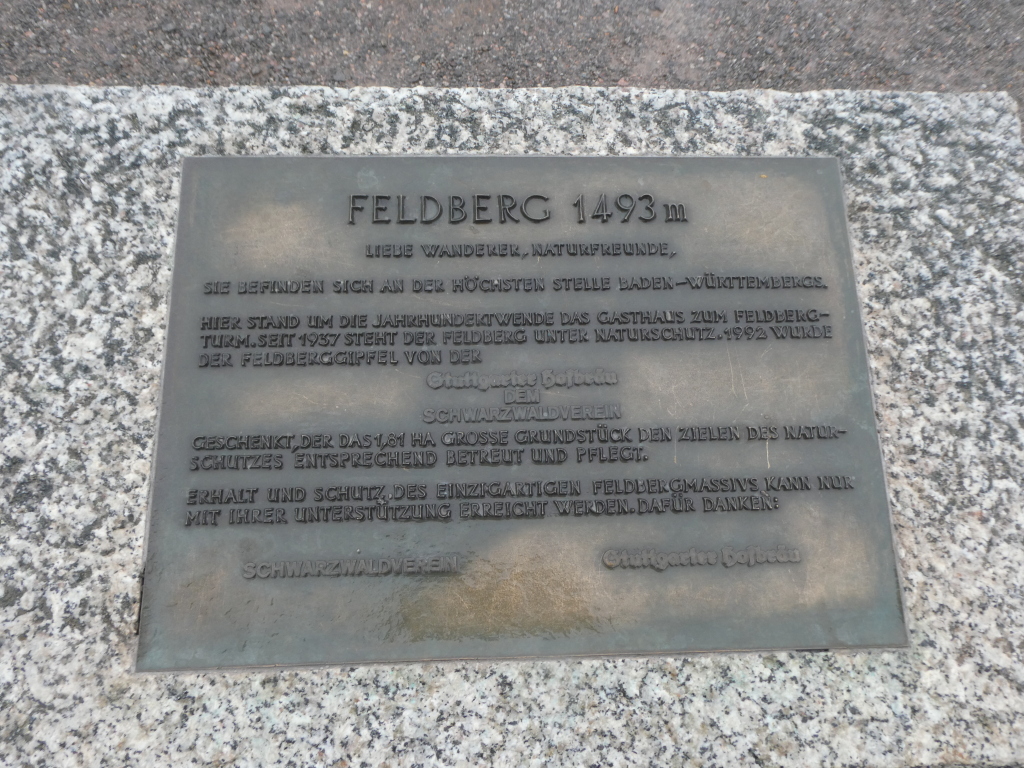 FELDBERG 1493 m
LIEBE WANDERER, NATURFREUNDE,
SIE BEFINDEN SICH AN DER HÖCHSTEN STELLE BADEN-WÜRTTEMBERGS.
HIER STAND UM DIE JAHRHUNDERTWENDE DAS GASTHAUS ZUM FELDBERG-
TURM. SEIT 1937 STEHT DER FELDBERG UNTER NATURSCHUTZ. 1992 WURDE
DER FELDBERGGIPFEL VON DER
Stuttgarter Hofbräu
DEM
SCHWARZWALDVEREIN
GESCHENKT, DER DAS 1,81 HA GROSSE GRUNDSTÜCK DEN ZIELEN DES NATUR-
SCHUTZES ENTSPRECHEND BETREUT UND PFLEGT.
ERHALT UND SCHUTZ DES EINZIGARTIGEN FELDBERGMASSIVS KANN NUR
MIT IHRER UNTERSTÜTZUNG ERREICHT WERDEN. DAFÜR DANKEN:
SCHWARZWALDVEREIN Stuttgarter Hofbräu